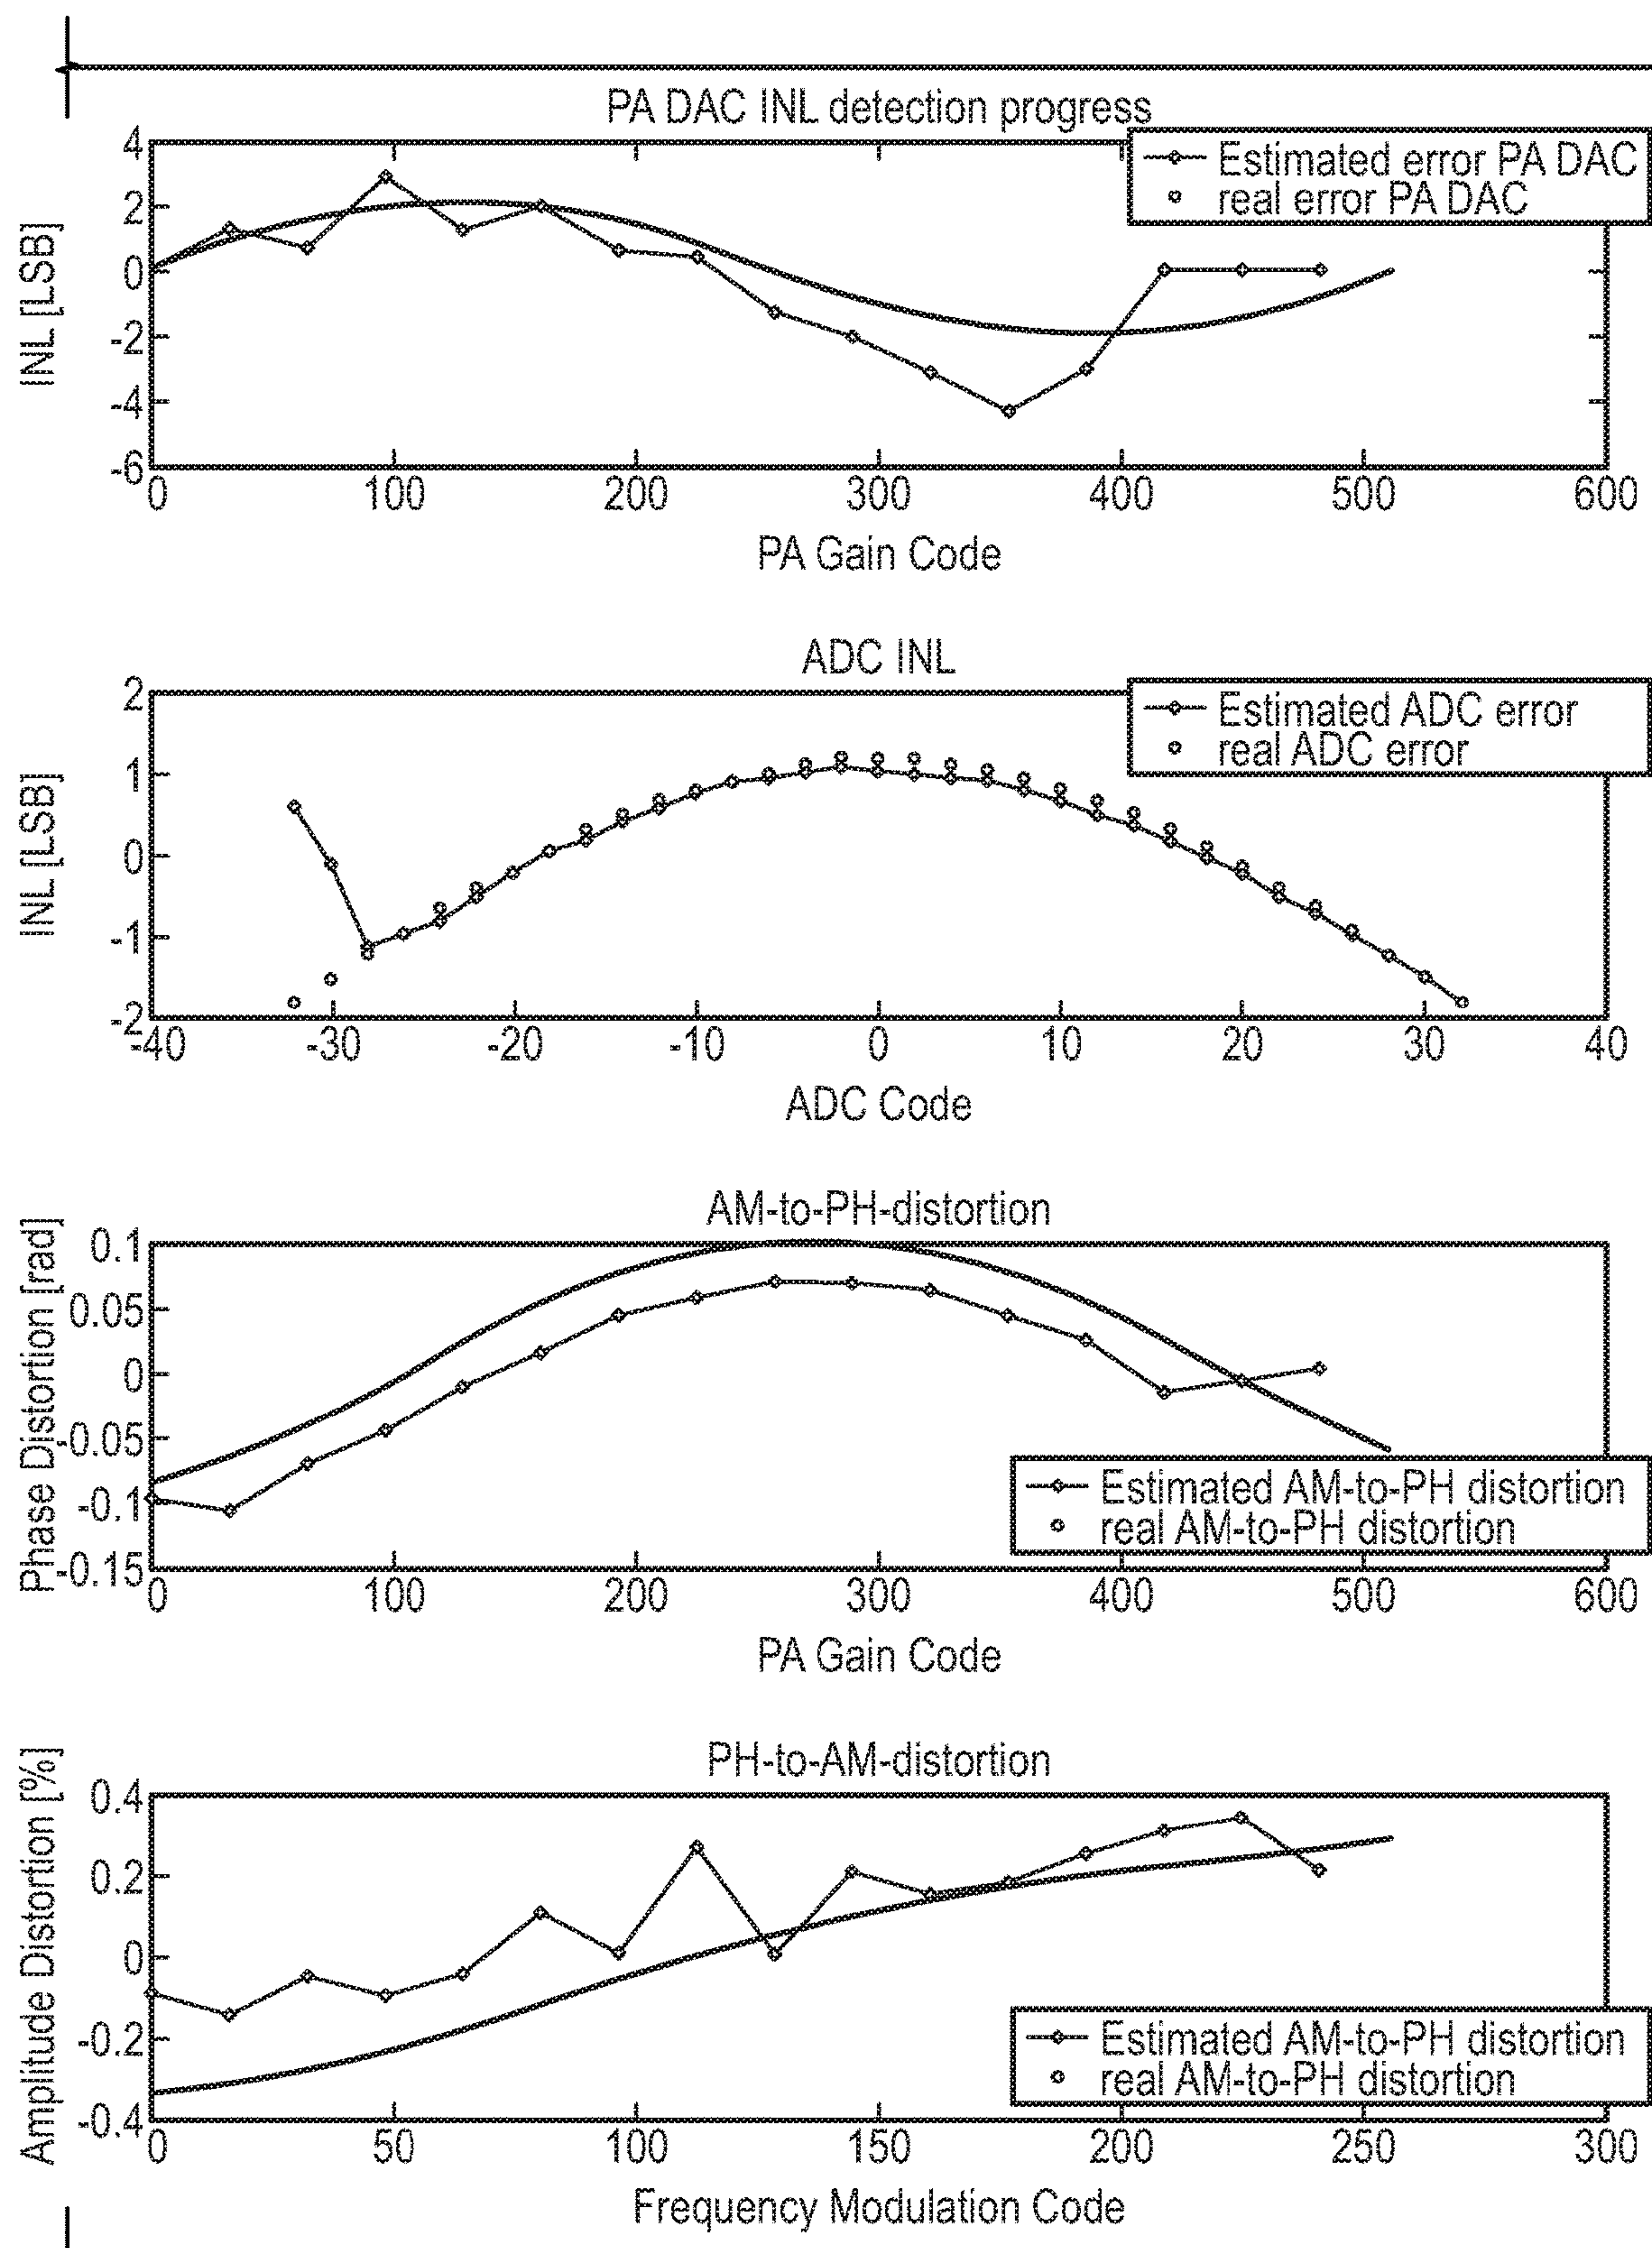 PA DAC INL detection progress
Estimated error PA DAC
real error PA DAC
INL [LSB]
4
2
0
-2
-4
-6
0 100 200 300 400 500 600
PA Gain Code
ADC INL
Estimated ADC error
real ADC error
INL [LSB]
2
1
0
-1
-2
-40 -30 -20 -10 0 10 20 30 40
ADC Code
AM-to-PH-distortion
Phase Distortion [rad]
0.1
0.05
0
-0.05
-0.1
-0.15
Estimated AM-to-PH distortion
real AM-to-PH distortion
0 100 200 300 400 500 600
PA Gain Code
PH-to-AM-distortion
Amplitude Distortion [%]
0.4
0.2
0
-0.2
-0.4
Estimated AM-to-PH distortion
real AM-to-PH distortion
0 50 100 150 200 250 300
Frequency Modulation Code